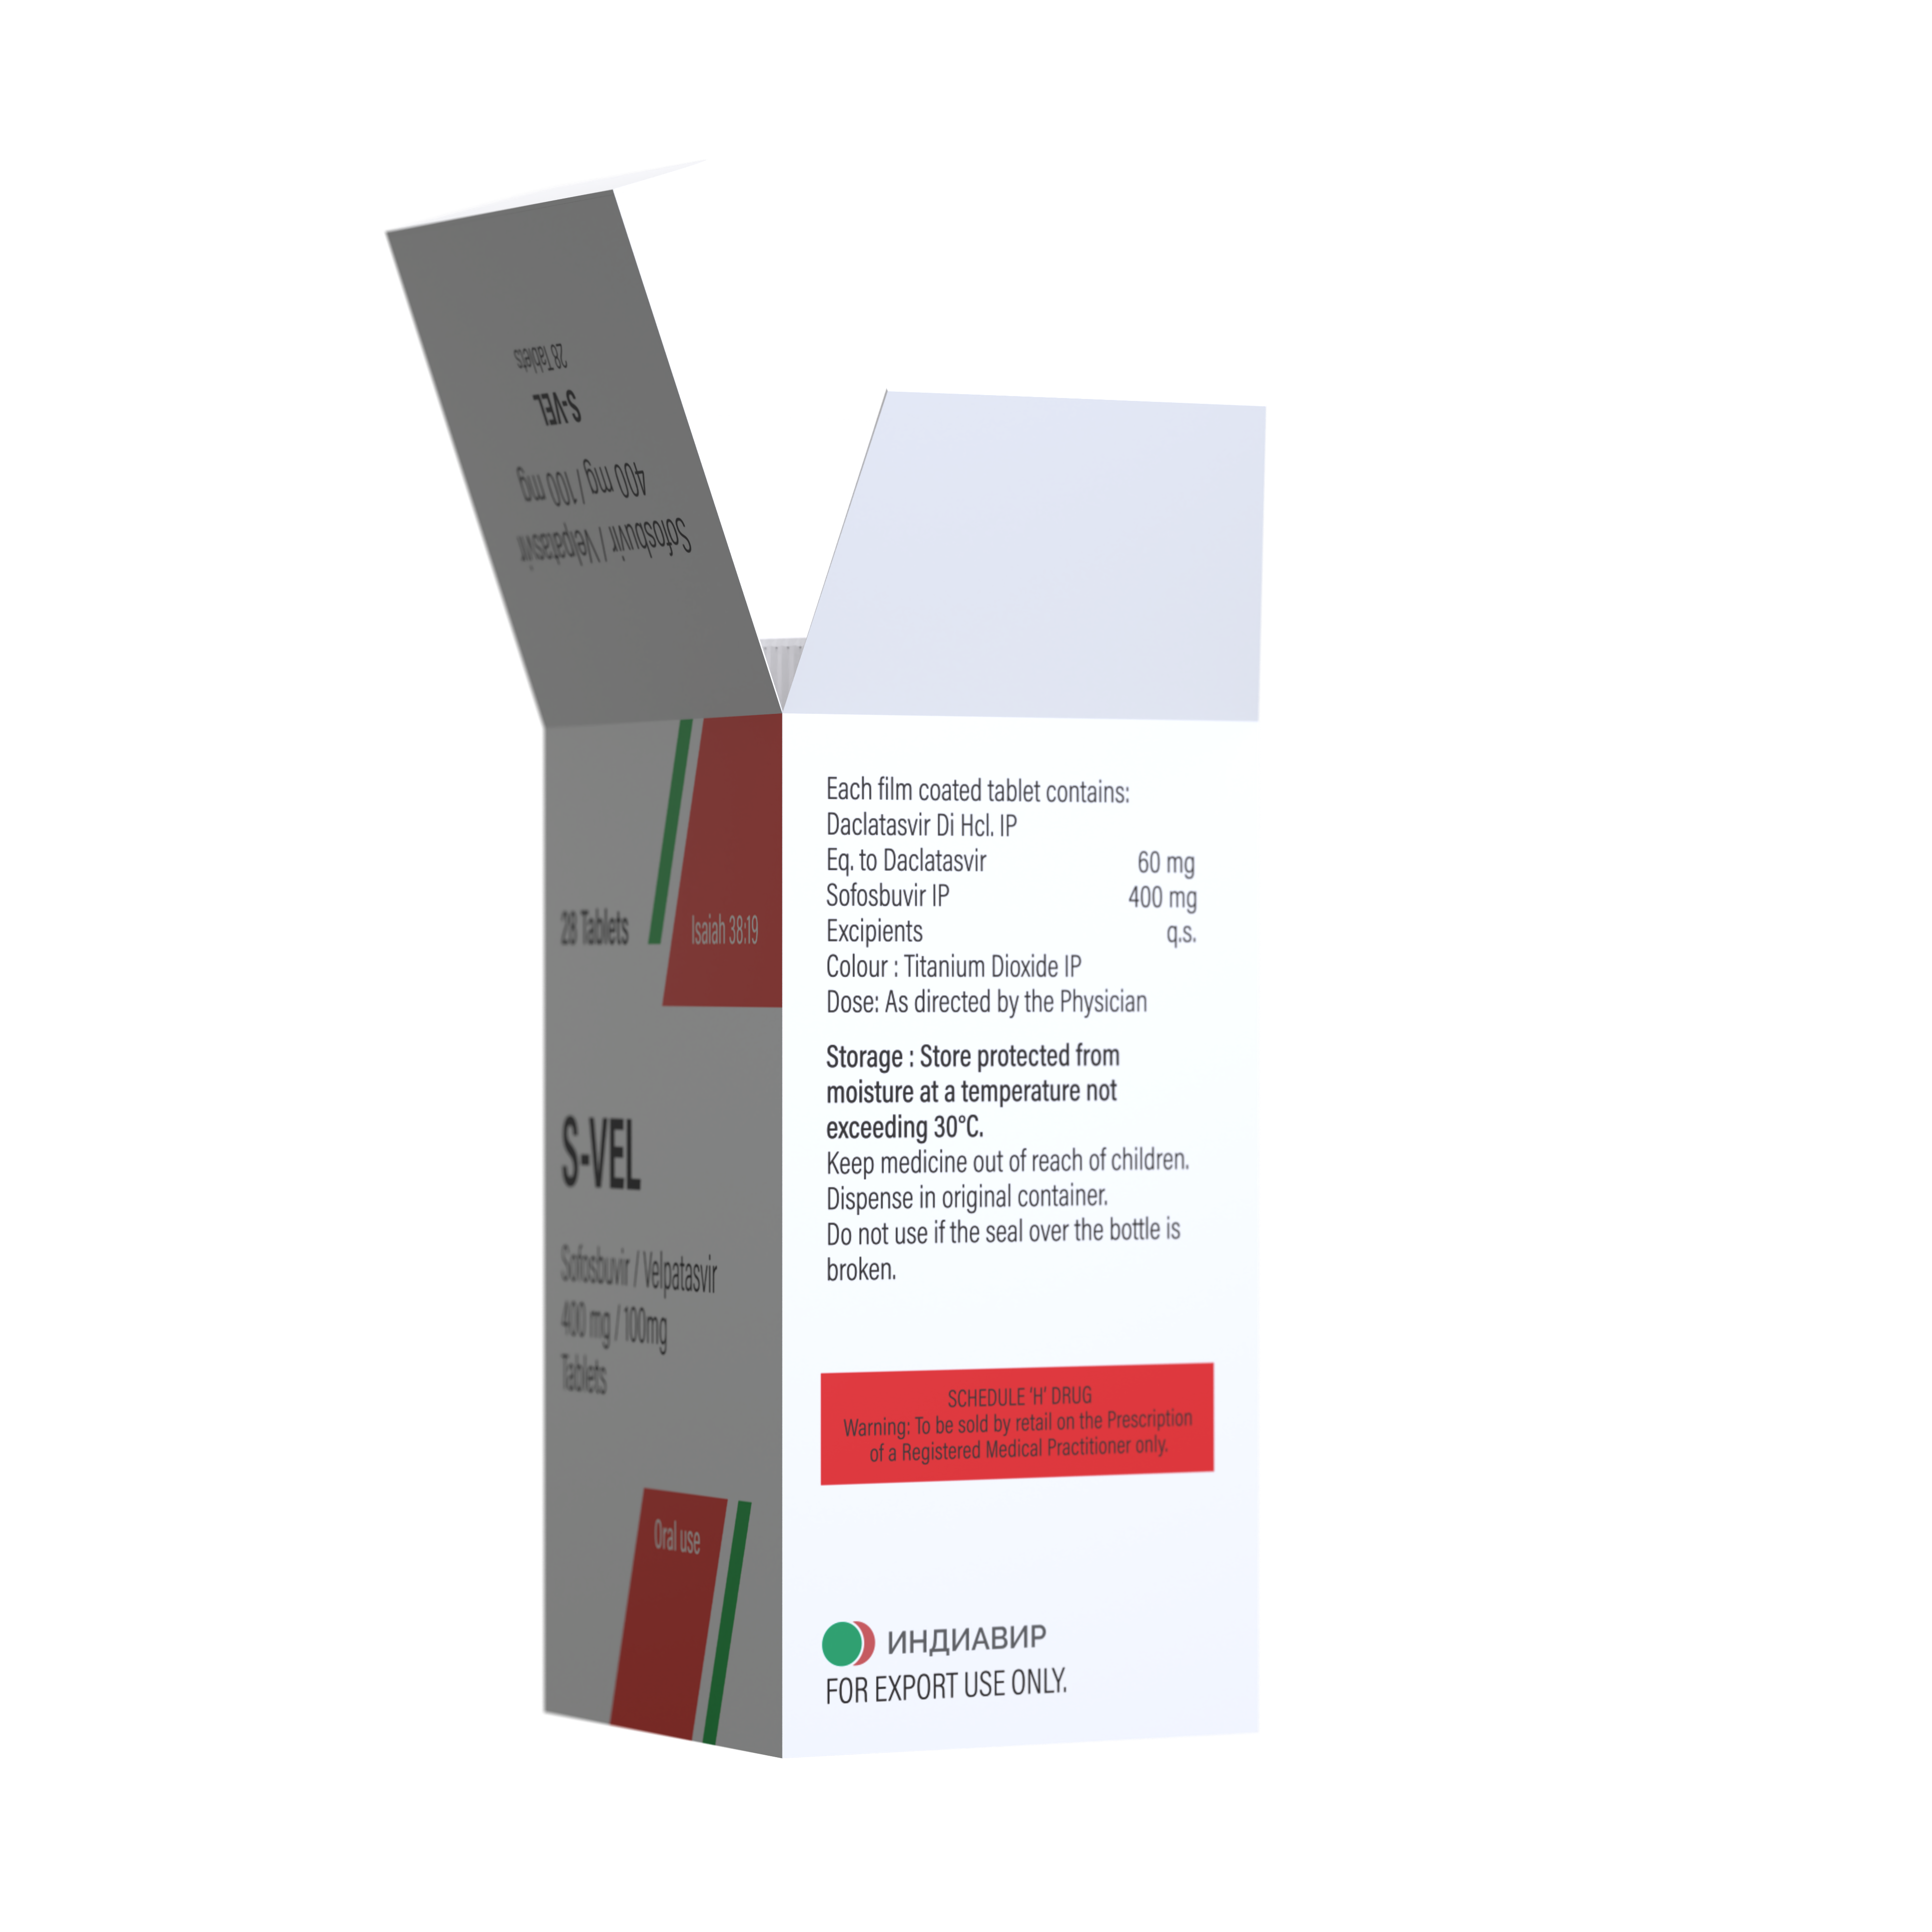 28 Tablets
S-VEL
400 mg / 100 mg
Sofosbuvir / Velpatasvir
28 Tablets
Isaiah 38:19
S-VEL
Sofosbuvir / Velpatasvir
400 mg / 100mg
Tablets
Oral use
Each film coated tablet contains:
Daclatasvir Di Hcl. IP
Eq. to Daclatasvir 60 mg
Sofosbuvir IP 400 mg
Excipients q.s.
Colour : Titanium Dioxide IP
Dose: As directed by the Physician
Storage : Store protected from
moisture at a temperature not
exceeding 30°C.
Keep medicine out of reach of children.
Dispense in original container.
Do not use if the seal over the bottle is
broken.
SCHEDULE 'H' DRUG
Warning: To be sold by retail on the Prescription
of a Registered Medical Practitioner only.
ИНДИАВИР
FOR EXPORT USE ONLY.